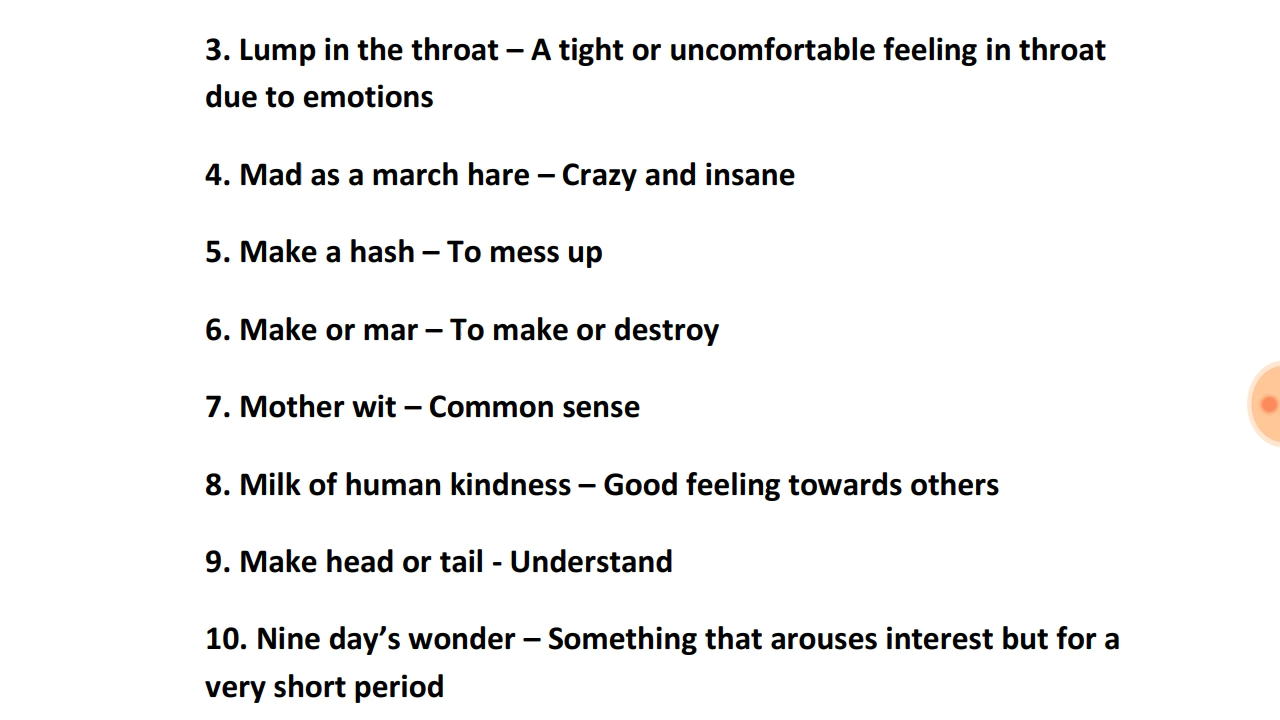 3. Lump in the throat – A tight or uncomfortable feeling in throat
due to emotions
4. Mad as a march hare – Crazy and insane
5. Make a hash – To mess up
6. Make or mar – To make or destroy
7. Mother wit – Common sense
8. Milk of human kindness – Good feeling towards others
9. Make head or tail - Understand
10. Nine day’s wonder – Something that arouses interest but for a
very short period